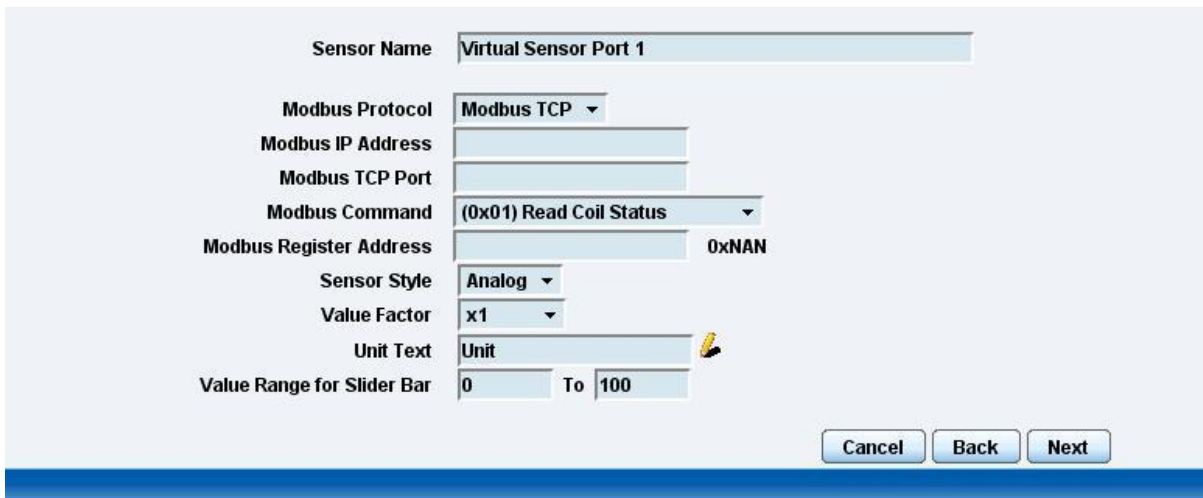 Sensor Name Virtual Sensor Port 1
Modbus Protocol Modbus TCP
Modbus IP Address
Modbus TCP Port
Modbus Command (0x01) Read Coil Status
Modbus Register Address 0xNAN
Sensor Style Analog
Value Factor x1
Unit Text Unit
Value Range for Slider Bar 0 To 100
Cancel Back Next